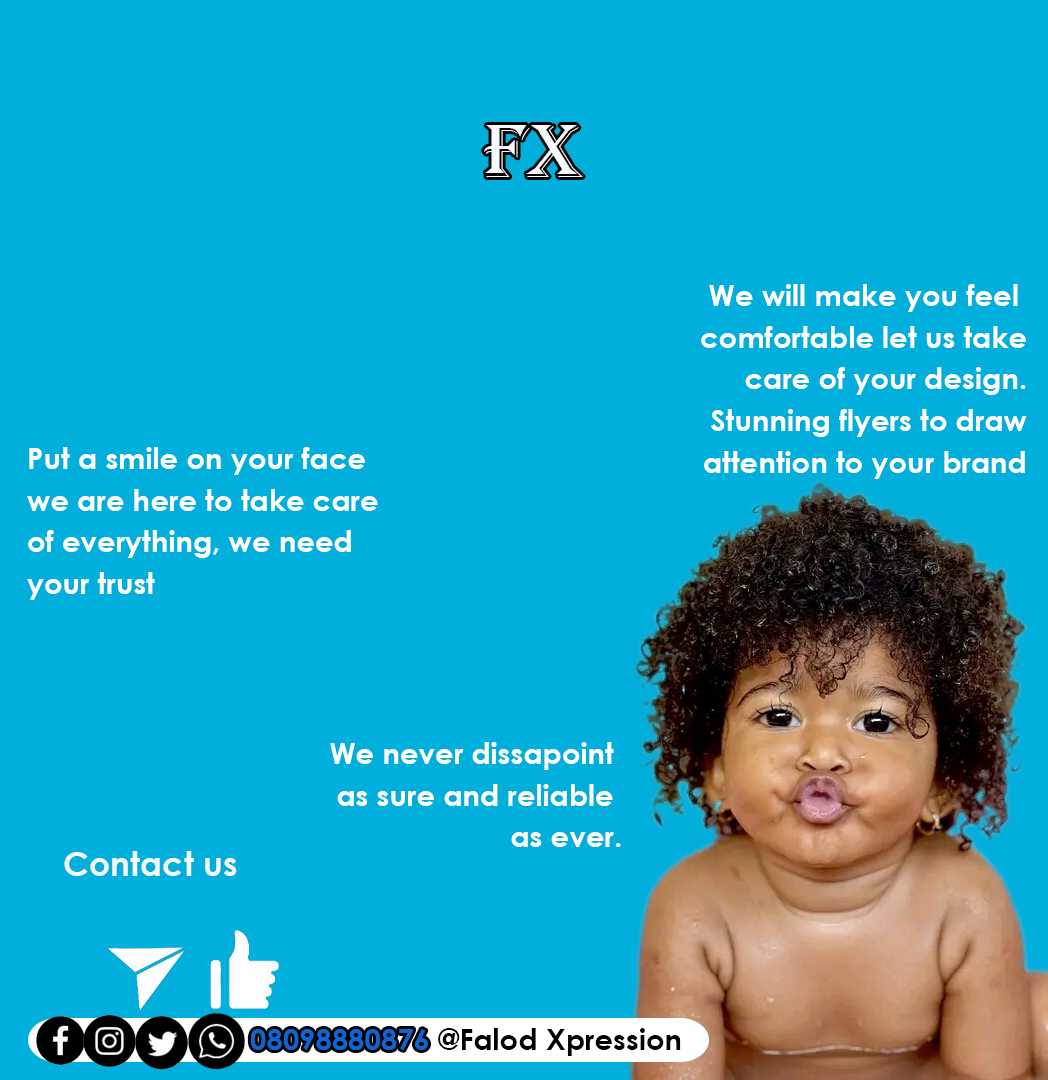 FX
We will make you feel
comfortable let us take
care of your design.
Stunning flyers to draw
attention to your brand
Put a smile on your face
we are here to take care
of everything, we need
your trust
We never dissapoint
as sure and reliable
as ever.
Contact us
08098880876 @Falod Xpression